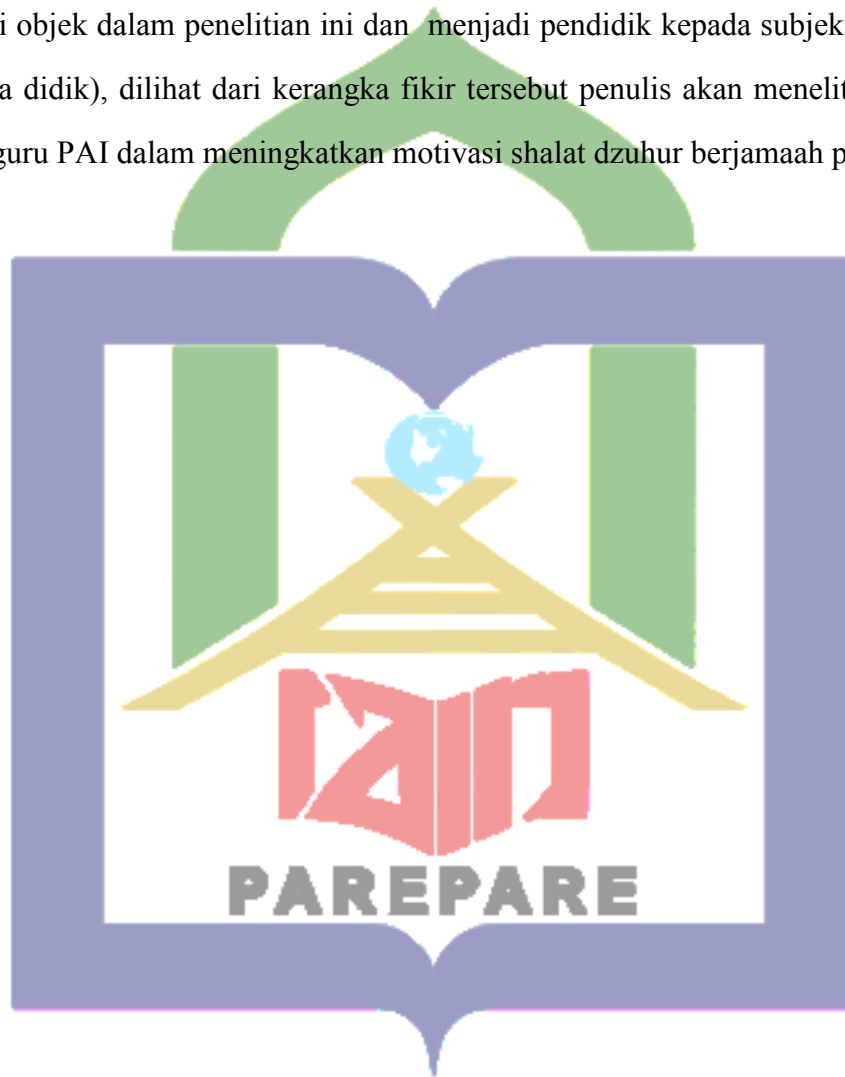 i objek dalam penelitian ini dan menjadi pendidik kepada subjek
a didik), dilihat dari kerangka fikir tersebut penulis akan menelit
guru PAI dalam meningkatkan motivasi shalat dzuhur berjamaah p
iain
PAREPARE